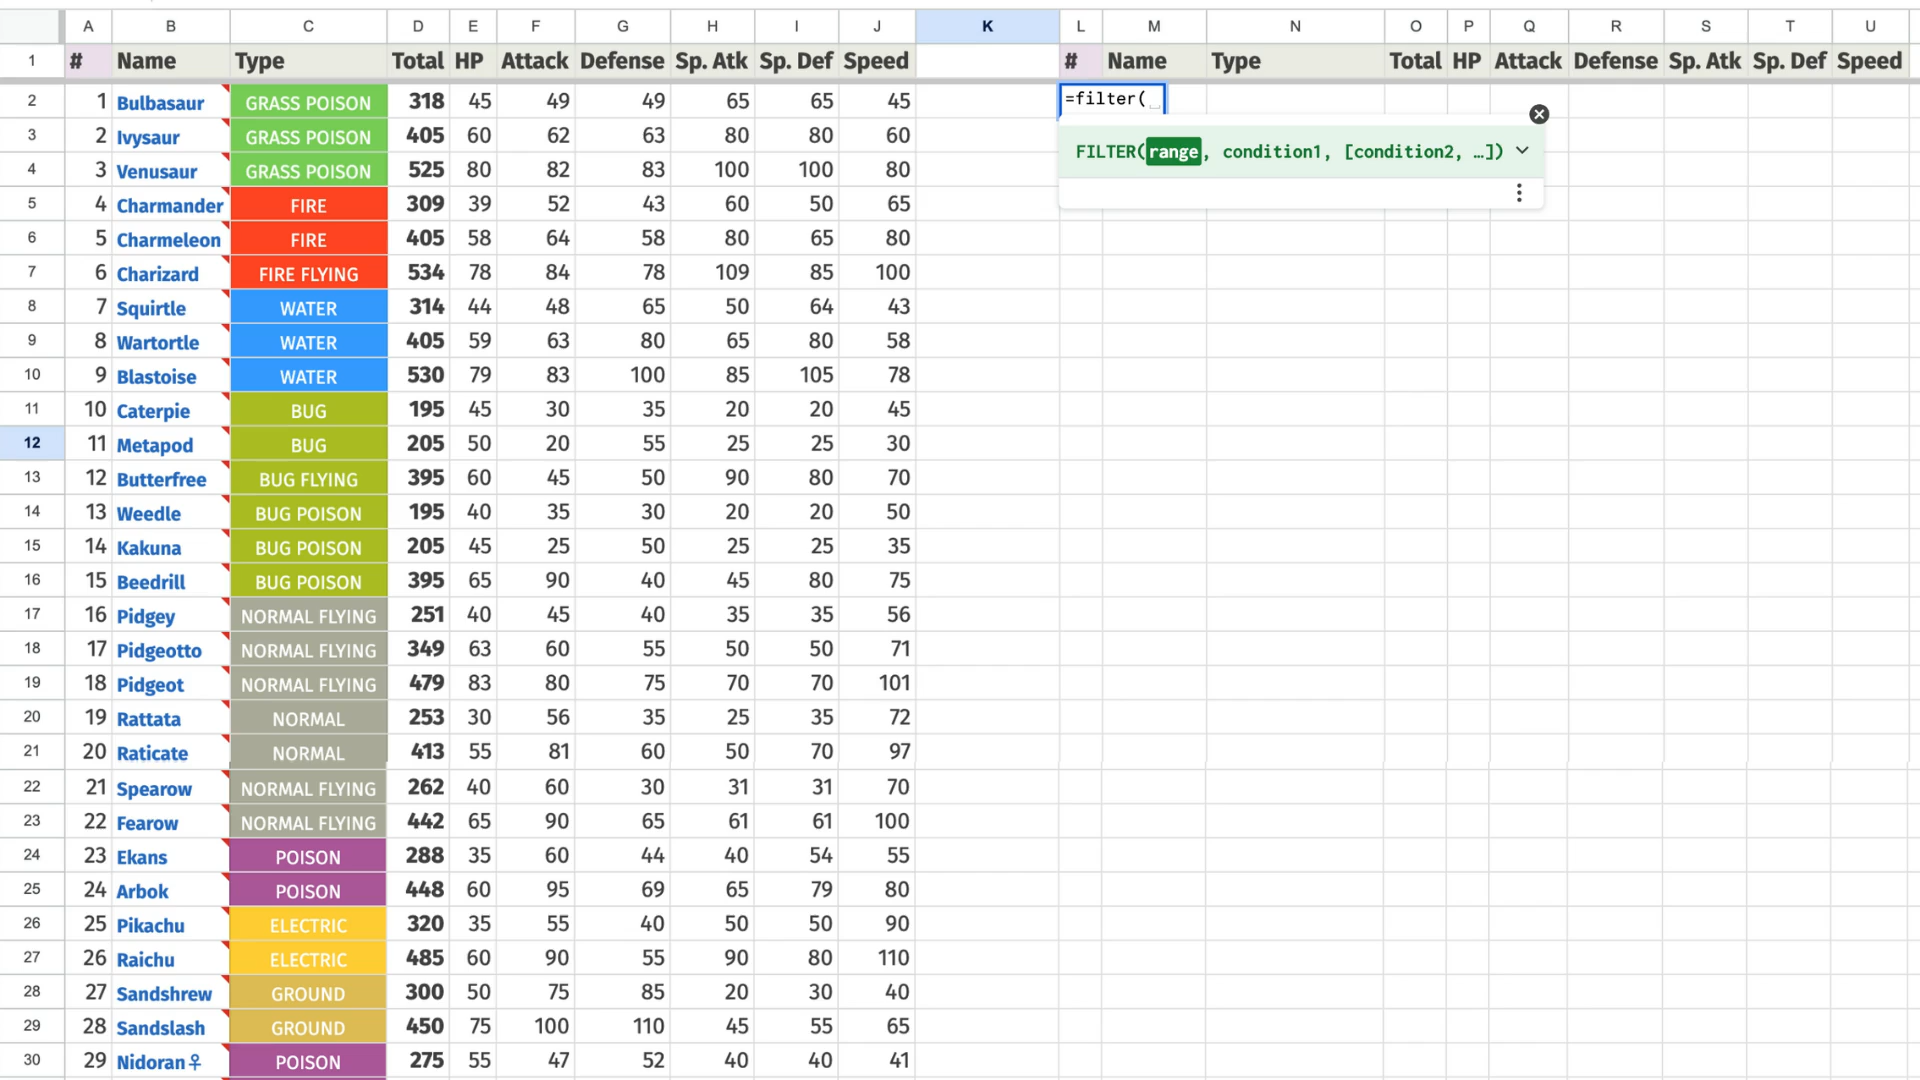 A B C D E F G H I J K L M N O P Q R S T U
1 # Name Type Total HP Attack Defense Sp. Atk Sp. Def Speed # Name Type Total HP Attack Defense Sp. Atk Sp. Def Speed
2 1 Bulbasaur GRASS POISON 318 45 49 49 65 65 45 =filter(
3 2 Ivysaur GRASS POISON 405 60 62 63 80 80 60 FILTER(range, condition1, [condition2, …])
4 3 Venusaur GRASS POISON 525 80 82 83 100 100 80
5 4 Charmander FIRE 309 39 52 43 60 50 65
6 5 Charmeleon FIRE 405 58 64 58 80 65 80
7 6 Charizard FIRE FLYING 534 78 84 78 109 85 100
8 7 Squirtle WATER 314 44 48 65 50 64 43
9 8 Wartortle WATER 405 59 63 80 65 80 58
10 9 Blastoise WATER 530 79 83 100 85 105 78
11 10 Caterpie BUG 195 45 30 35 20 20 45
12 11 Metapod BUG 205 50 20 55 25 25 30
13 12 Butterfree BUG FLYING 395 60 45 50 90 80 70
14 13 Weedle BUG POISON 195 40 35 30 20 20 50
15 14 Kakuna BUG POISON 205 45 25 50 25 25 35
16 15 Beedrill BUG POISON 395 65 90 40 45 80 75
17 16 Pidgey NORMAL FLYING 251 40 45 40 35 35 56
18 17 Pidgeotto NORMAL FLYING 349 63 60 55 50 50 71
19 18 Pidgeot NORMAL FLYING 479 83 80 75 70 70 101
20 19 Rattata NORMAL 253 30 56 35 25 35 72
21 20 Raticate NORMAL 413 55 81 60 50 70 97
22 21 Spearow NORMAL FLYING 262 40 60 30 31 31 70
23 22 Fearow NORMAL FLYING 442 65 90 65 61 61 100
24 23 Ekans POISON 288 35 60 44 40 54 55
25 24 Arbok POISON 448 60 95 69 65 79 80
26 25 Pikachu ELECTRIC 320 35 55 40 50 50 90
27 26 Raichu ELECTRIC 485 60 90 55 90 80 110
28 27 Sandshrew GROUND 300 50 75 85 20 30 40
29 28 Sandslash GROUND 450 75 100 110 45 55 65
30 29 Nidoran♀ POISON 275 55 47 52 40 40 41